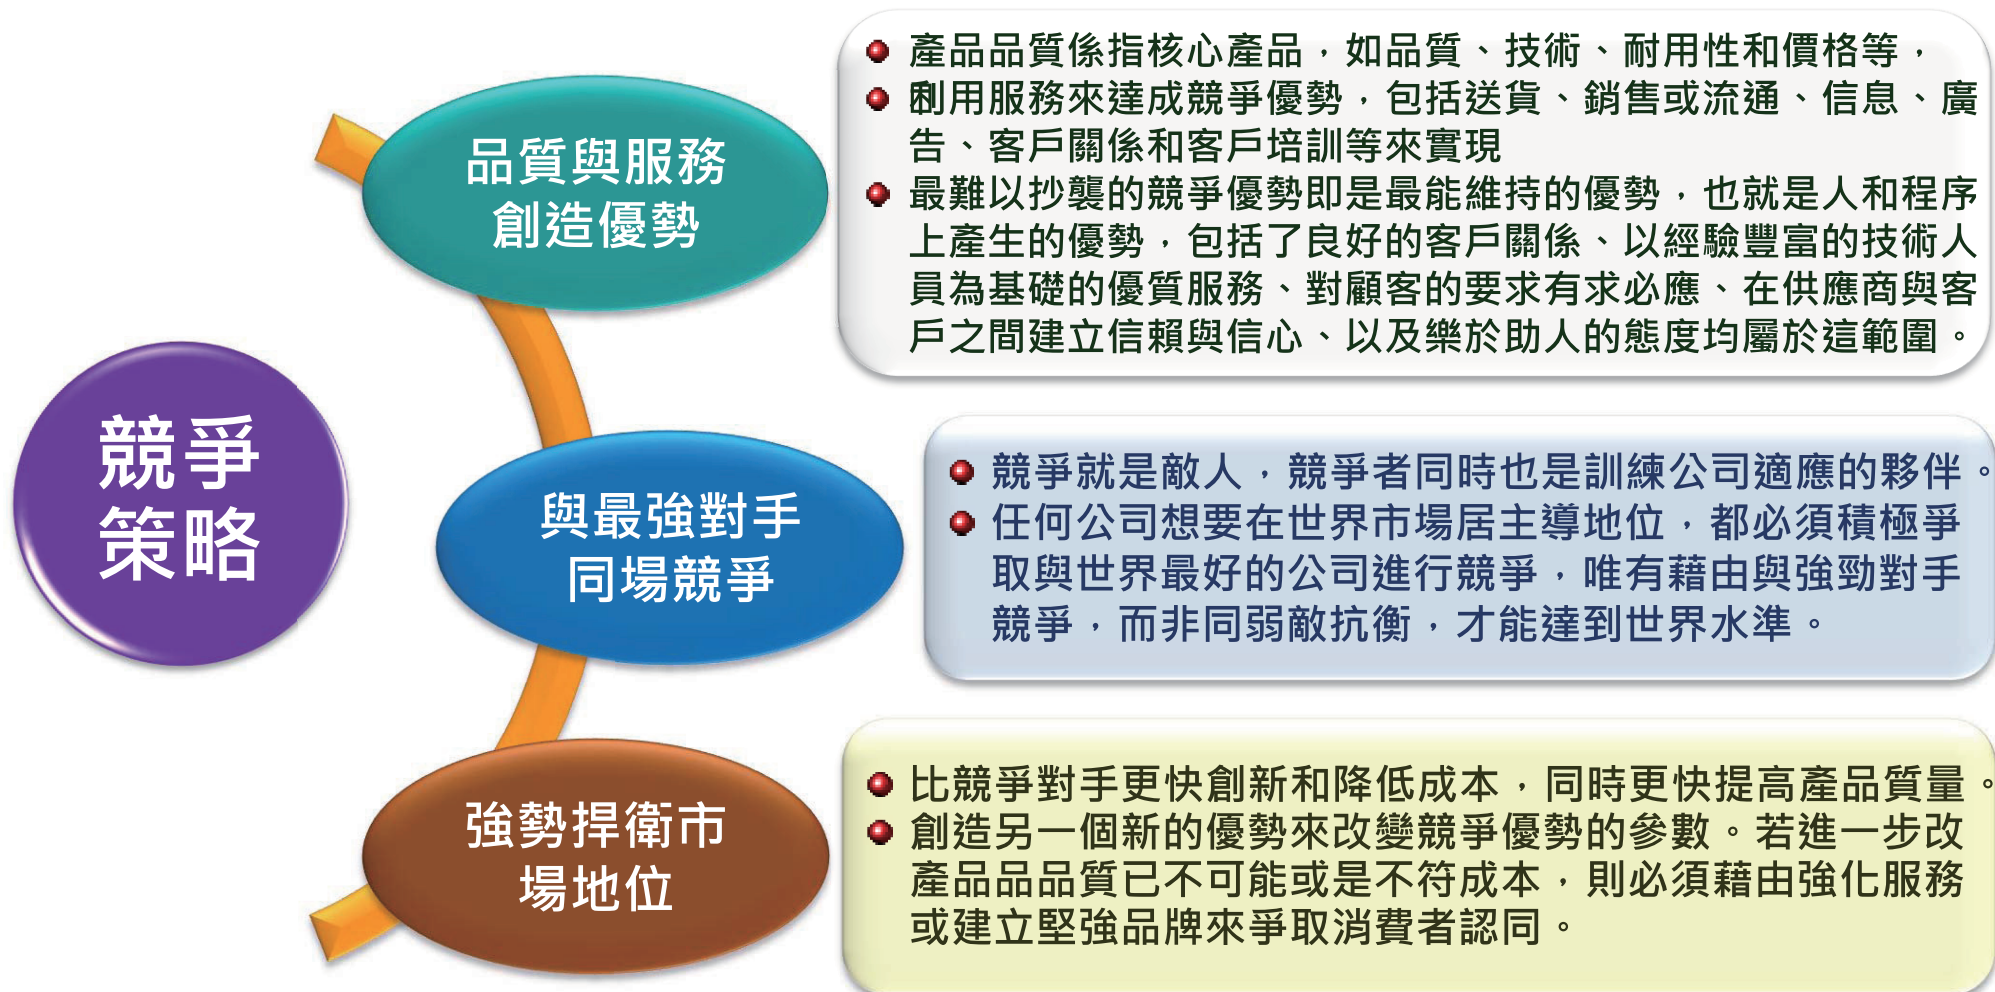 競爭
策略
品質與服務
創造優勢
產品品質係指核心產品，如品質、技術、耐用性和價格等，
利用服務來達成競爭優勢，包括送貨、銷售或流通、信息、廣
告、客戶關係和客戶培訓等來實現
最難以抄襲的競爭優勢即是最能維持的優勢，也就是人和程序
上產生的優勢，包括了良好的客戶關係、以經驗豐富的技術人
員為基礎的優質服務、對顧客的要求有求必應、在供應商與客
戶之間建立信賴與信心、以及樂於助人的態度均屬於這範圍。
與最強對手
同場競爭
競爭就是敵人，競爭者同時也是訓練公司適應的夥伴。
任何公司想要在世界市場居主導地位，都必須積極爭
取與世界最好的公司進行競爭，唯有藉由與強勁對手
競爭，而非同弱敵抗衡，才能達到世界水準。
強勢捍衛市
場地位
比競爭對手更快創新和降低成本，同時更快提高產品質量。
創造另一個新的優勢來改變競爭優勢的參數。若進一步改
產品品品質已不可能或是不符成本，則必須藉由強化服務
或建立堅強品牌來爭取消費者認同。